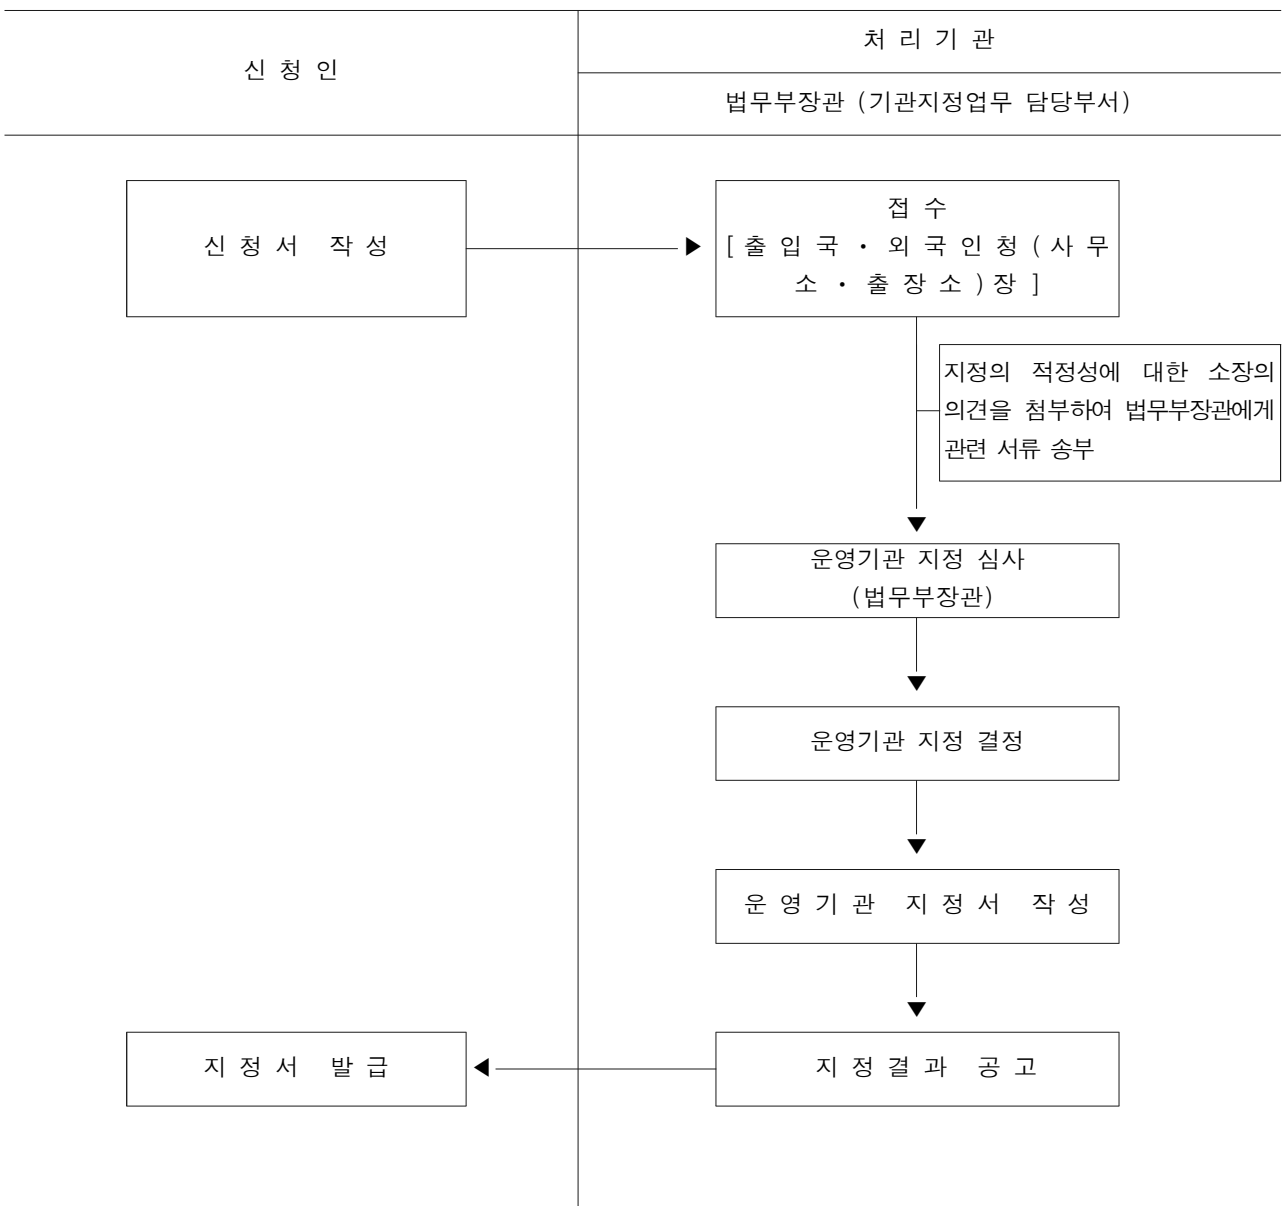 신 청 인
처 리 기 관
법무부장관 (기관지정업무 담당부서)
신 청 서 작 성
접 수
[ 출 입 국 · 외 국 인 청 ( 사 무
소 · 출 장 소 ) 장 ]
지정의 적정성에 대한 소장의
의견을 첨부하여 법무부장관에게
관련 서류 송부
운영기관 지정 심사
(법무부장관)
운영기관 지정 결정
운 영 기 관 지 정 서 작 성
지 정 서 발 급
지 정 결 과 공 고